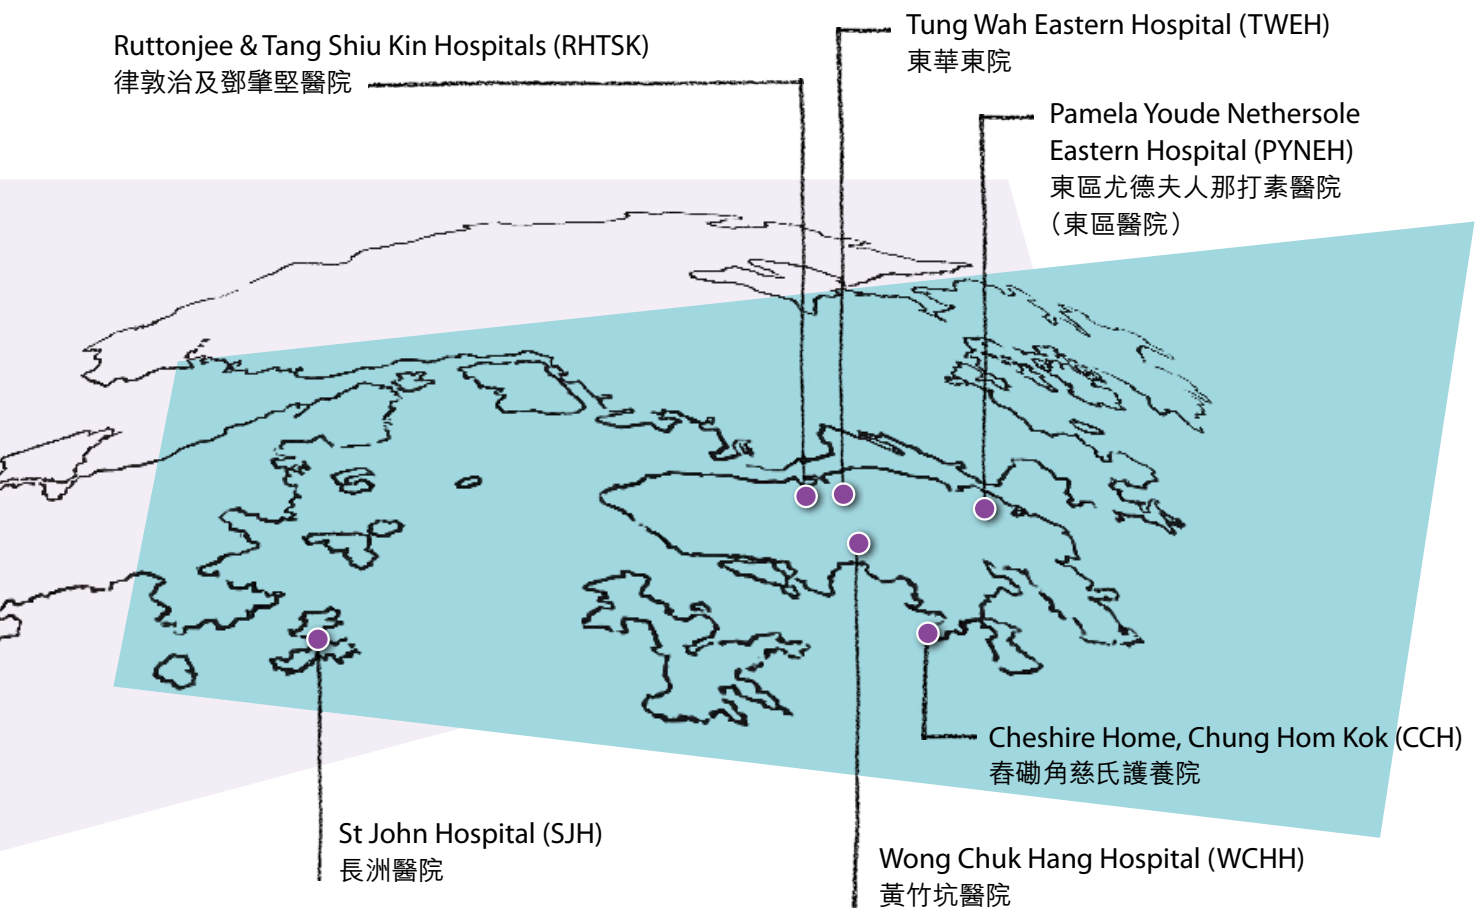 Ruttonjee & Tang Shiu Kin Hospitals (RHTSK)
律敦治及鄧肇堅醫院
Tung Wah Eastern Hospital (TWEH)
東華東院
Pamela Youde Nethersole
Eastern Hospital (PYNEH)
東區尤德夫人那打素醫院
（東區醫院）
Cheshire Home, Chung Hom Kok (CCH)
舂磡角慈氏護養院
St John Hospital (SJH)
長洲醫院
Wong Chuk Hang Hospital (WCHH)
黃竹坑醫院